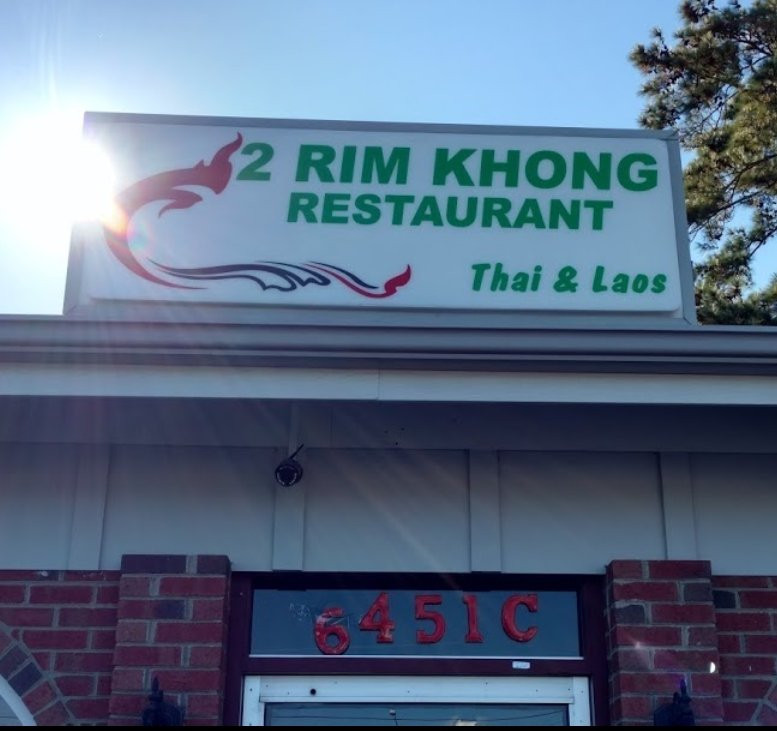 2 RIM KHONG
RESTAURANT
Thai & Laos
6451C